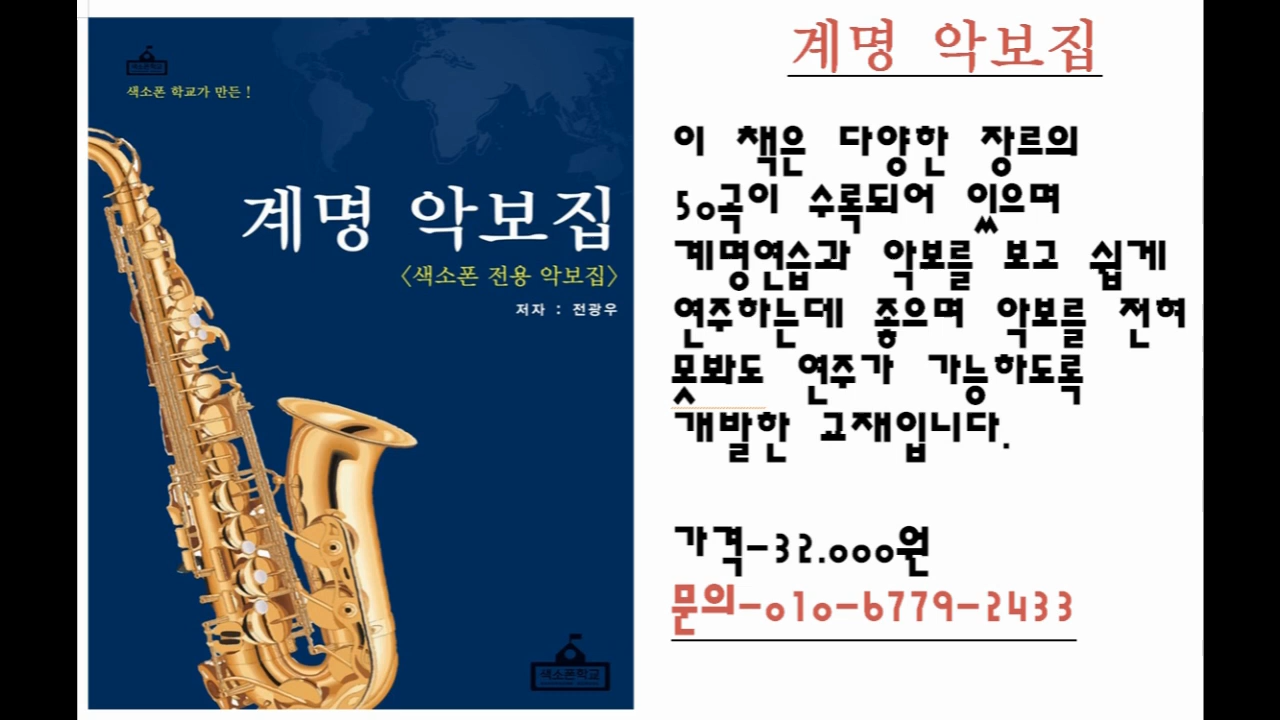 색소폰학교
색소폰 학교가 만든 !
계명 악보집
<색소폰 전용 악보집>
저자 : 전광우
색소폰학교
계명 악보집
이 책은 다양한 장르의
50곡이 수록되어 있으며
계명연습과 악보를 보고 쉽게
연주하는데 좋으며 악보를 전혀
못봐도 연주가 가능하도록
개발한 교재입니다.
가격-32.000원
문의-010-6779-2433